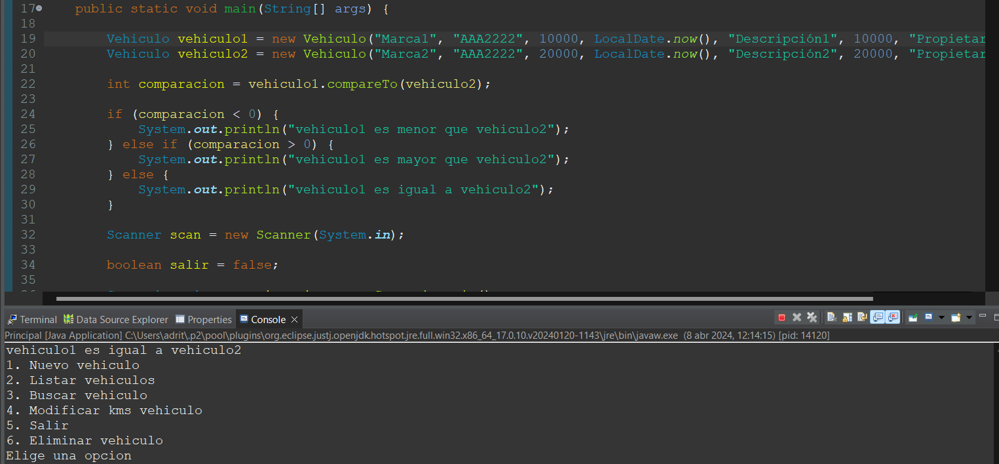 17 public static void main(String[] args) {
18
19 Vehiculo vehiculo1 = new Vehiculo("Marca1", "AAA2222", 10000, LocalDate.now(), "Descripción1", 10000, "Propietar
20 Vehiculo vehiculo2 = new Vehiculo("Marca2", "AAA2222", 20000, LocalDate.now(), "Descripción2", 20000, "Propietar
21
22 int comparacion = vehiculo1.compareTo(vehiculo2);
23
24 if (comparacion < 0) {
25 System.out.println("vehiculo1 es menor que vehiculo2");
26 } else if (comparacion > 0) {
27 System.out.println("vehiculo1 es mayor que vehiculo2");
28 } else {
29 System.out.println("vehiculo1 es igual a vehiculo2");
30 }
31
32 Scanner scan = new Scanner(System.in);
33
34 boolean salir = false;
35
Terminal Data Source Explorer Properties Console
Principal [Java Application] C:\Users\adrit\.p2\pool\plugins\org.eclipse.justj.openjdk.hotspot.jre.full.win32.x86_64_17.0.10.v20240120-1143\jre\bin\javaw.exe (8 abr 2024, 12:14:15) [pid: 14120]
vehiculo1 es igual a vehiculo2
1. Nuevo vehiculo
2. Listar vehiculos
3. Buscar vehiculo
4. Modificar kms vehiculo
5. Salir
6. Eliminar vehiculo
Elige una opcion